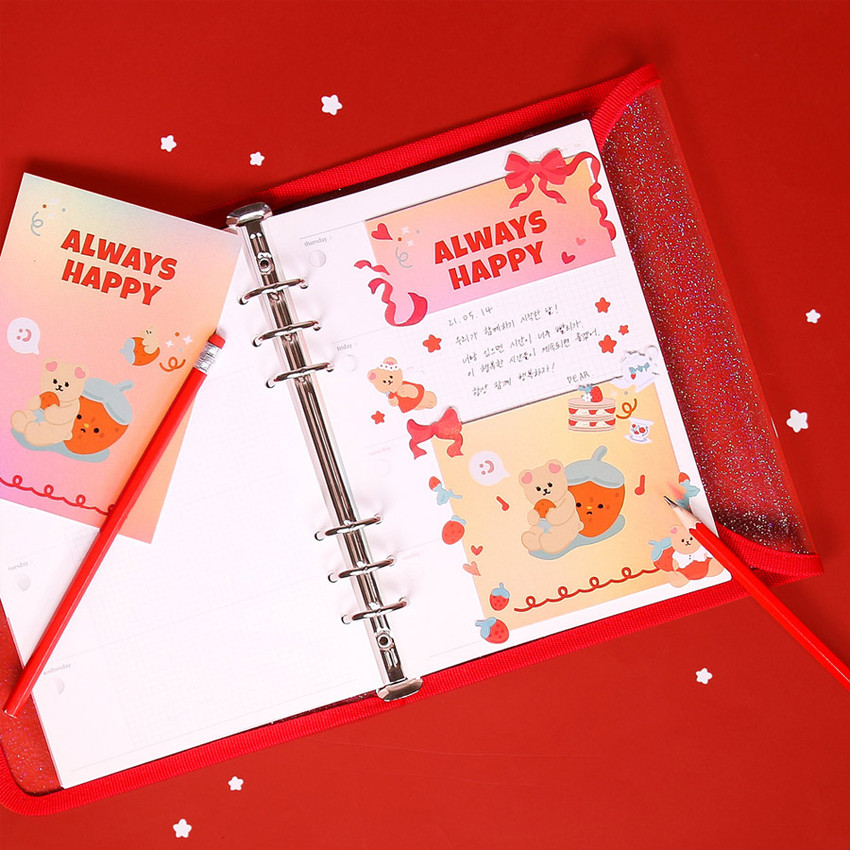 ALWAYS
HAPPY
tuesday
wednesday
thursday
friday
ALWAYS
HAPPY
21. 05. 14
우리가 함께하기 시작한 날!
너랑 있으면 시간이 너무 빨리가.
이 행복한 시간들이 계속되면 좋겠어.
항상 함께 행복하자!
DEAR.